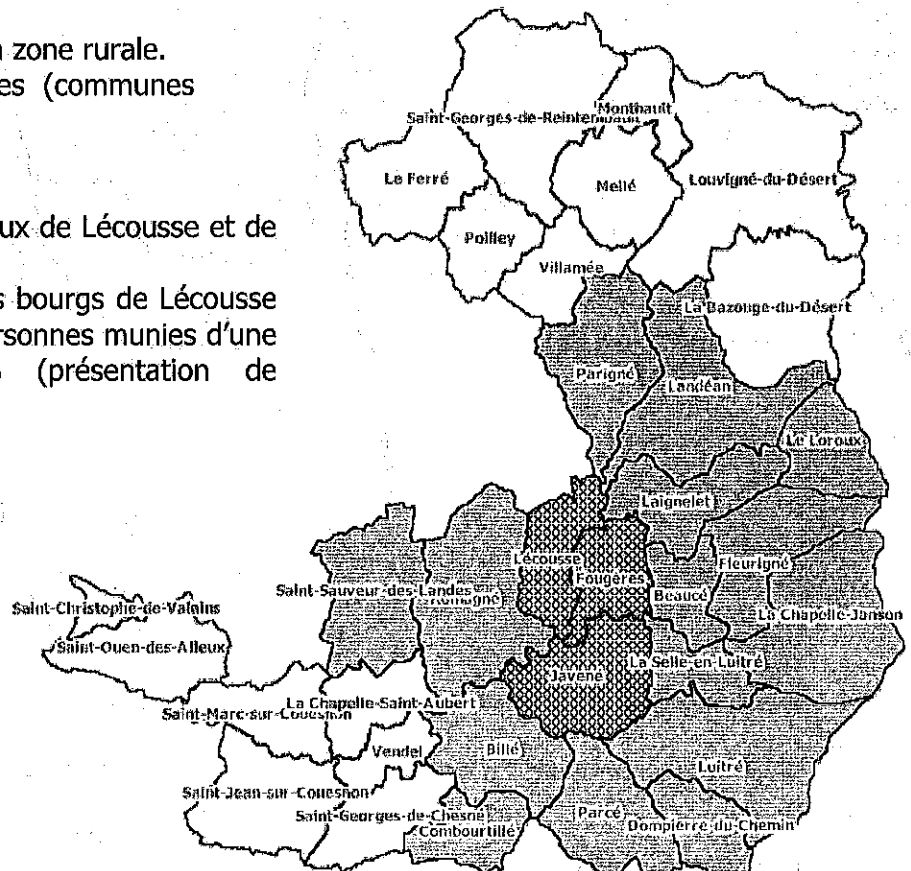 zone rurale.
es (communes
ux de Lécousse et de
s bourgs de Lécousse
ersonnes munies d'une
(présentation de
Monthault
Saint-Georges-de-Reintembault
Le Ferré
Mellé
Louvigné-du-Désert
Poilley
Villamée
La Bazouge-du-Désert
Parigné
Landéan
Le Loroux
Laignelet
Lécousse
Fougères
Fleurigné
Beaucé
Saint-Sauveur-des-Landes
Saint-Christophe-de-Valains
La Chapelle-Janson
Saint-Ouen-des-Alleux
La Selle-en-Luitré
Javené
La Chapelle-Saint-Aubert
Saint-Marc-sur-Couesnon
Vendel
Billé
Luitré
Saint-Jean-sur-Couesnon
Saint-Georges-de-Chesné
Parcé
Dompierre-du-Chemin
Combourtillé